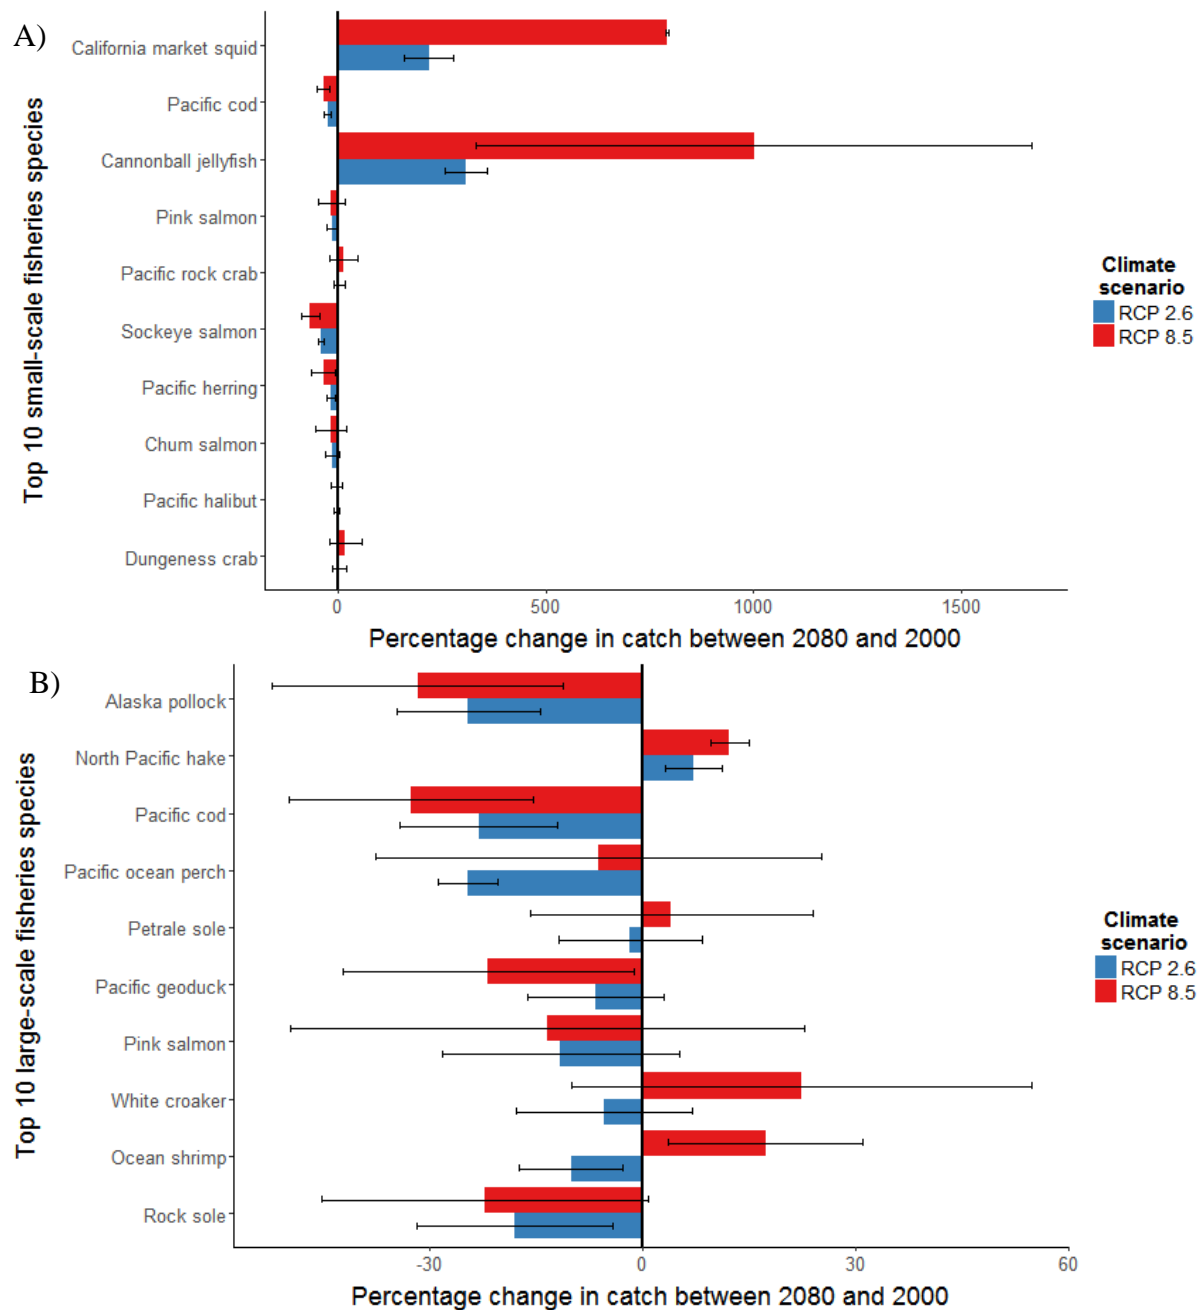 A)
Top 10 small-scale fisheries species
California market squid
Pacific cod
Cannonball jellyfish
Pink salmon
Pacific rock crab
Sockeye salmon
Pacific herring
Chum salmon
Pacific halibut
Dungeness crab
0 500 1000 1500
Percentage change in catch between 2080 and 2000
Climate
scenario
RCP 2.6
RCP 8.5
B)
Top 10 large-scale fisheries species
Alaska pollock
North Pacific hake
Pacific cod
Pacific ocean perch
Petrale sole
Pacific geoduck
Pink salmon
White croaker
Ocean shrimp
Rock sole
-30 0 30 60
Percentage change in catch between 2080 and 2000
Climate
scenario
RCP 2.6
RCP 8.5